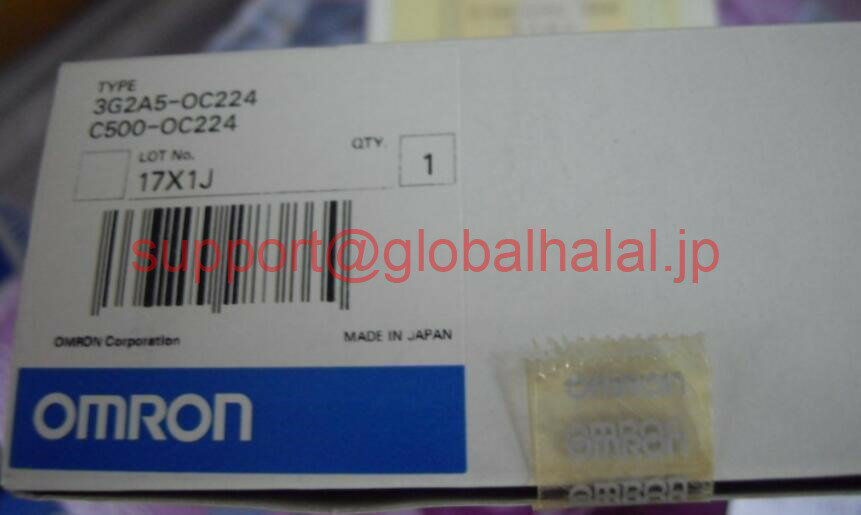 TYPE
3G2A5-OC224
C500-OC224
LOT No.
17X1J
QTY.
1
support@globalhalal.jp
OMRON Corporation
MADE IN JAPAN
OMRON
OMRON
OMRON
OMRON